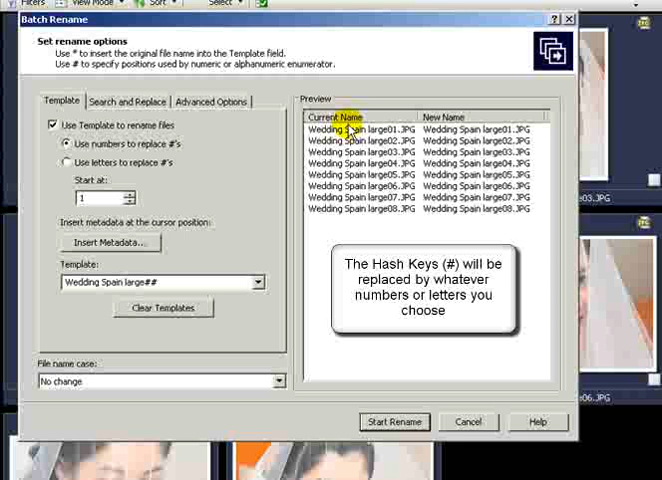 Filters View Mode Sort Select
Batch Rename
Set rename options
Use * to insert the original file name into the Template field.
Use # to specify positions used by numeric or alphanumeric enumerator.
Template Search and Replace Advanced Options
Use Template to rename files
Use numbers to replace #'s
Use letters to replace #'s
Start at:
1
Insert metadata at the cursor position:
Insert Metadata...
Template:
Wedding Spain large##
Clear Templates
File name case:
No change
Preview
Current Name New Name
Wedding Spain large01.JPG Wedding Spain large01.JPG
Wedding Spain large02.JPG Wedding Spain large02.JPG
Wedding Spain large03.JPG Wedding Spain large03.JPG
Wedding Spain large04.JPG Wedding Spain large04.JPG
Wedding Spain large05.JPG Wedding Spain large05.JPG
Wedding Spain large06.JPG Wedding Spain large06.JPG
Wedding Spain large07.JPG Wedding Spain large07.JPG
Wedding Spain large08.JPG Wedding Spain large08.JPG
The Hash Keys (#) will be
replaced by whatever
numbers or letters you
choose
Start Rename Cancel Help
e03.JPG
e06.JPG